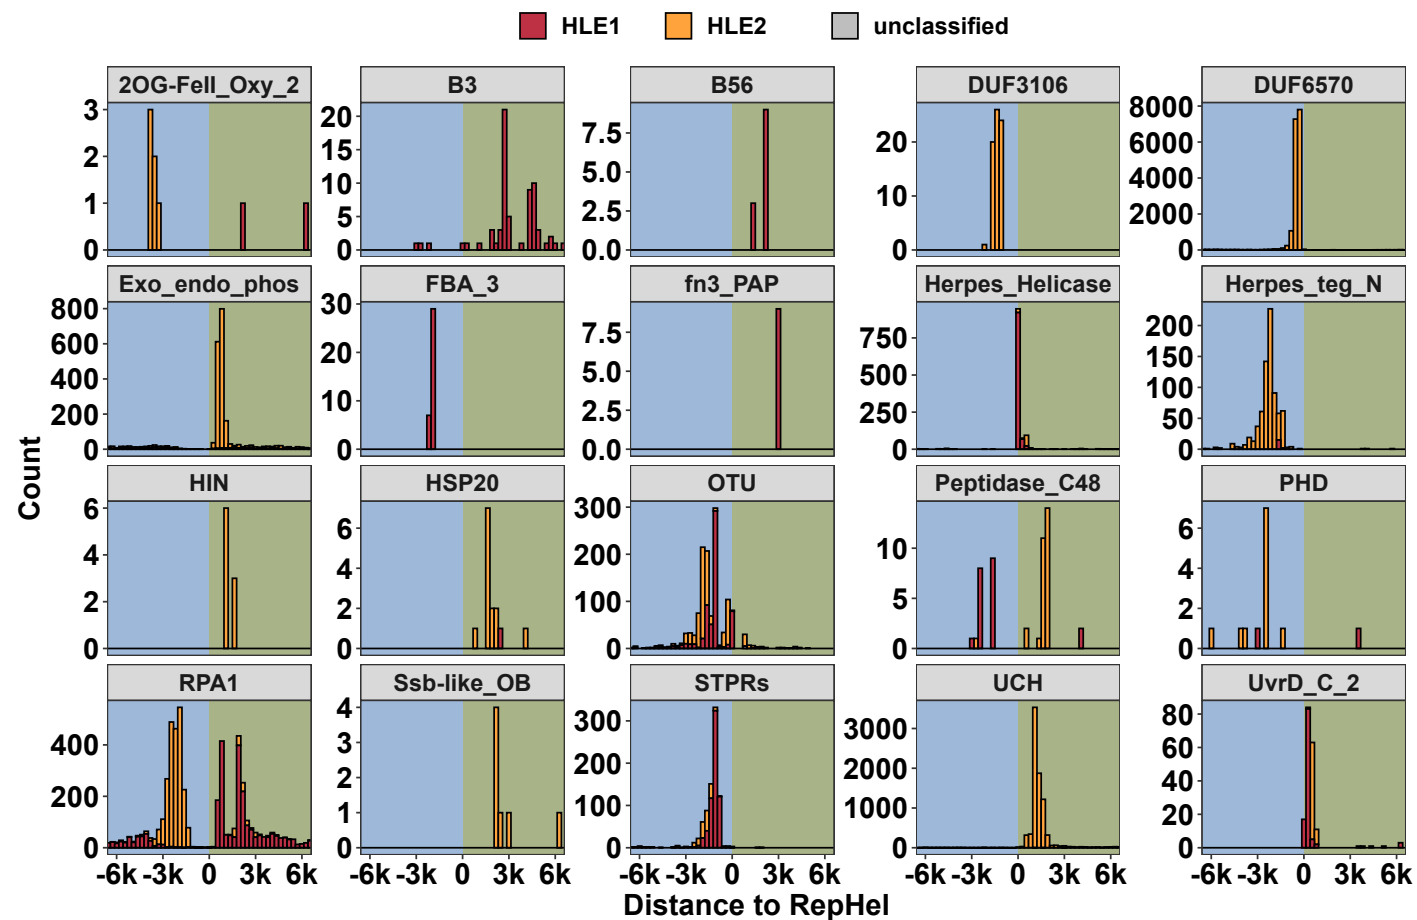 HLE1 HLE2 unclassified
2OG-FeII_Oxy_2 B3 B56 DUF3106 DUF6570
3 2 1 0
20 15 10 5 0
7.5 5.0 2.5 0.0
20 10 0
8000 6000 4000 2000 0
Exo_endo_phos FBA_3 fn3_PAP Herpes_Helicase Herpes_teg_N
800 600 400 200 0
30 20 10 0
7.5 5.0 2.5 0.0
750 500 250 0
200 150 100 50 0
Count
HIN HSP20 OTU Peptidase_C48 PHD
6 4 2 0
6 4 2 0
300 200 100 0
10 5 0
6 4 2 0
RPA1 Ssb-like_OB STPRs UCH UvrD_C_2
400 200 0
4 3 2 1 0
300 200 100 0
3000 2000 1000 0
80 60 40 20 0
-6k -3k 0 3k 6k -6k -3k 0 3k 6k -6k -3k 0 3k 6k -6k -3k 0 3k 6k -6k -3k 0 3k 6k
Distance to RepHel